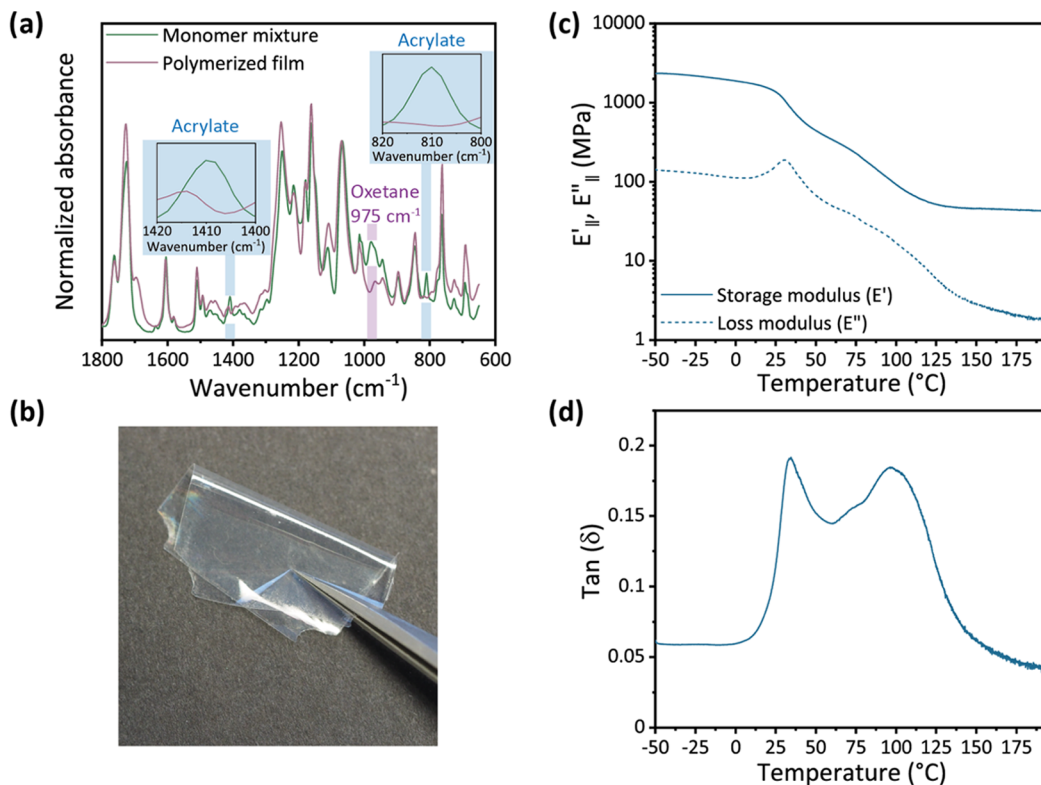 (a)
Monomer mixture
Polymerized film
Acrylate
820 810 800
Wavenumber (cm⁻¹)
Acrylate
1420 1410 1400
Wavenumber (cm⁻¹)
Oxetane
975 cm⁻¹
Normalized absorbance
1800 1600 1400 1200 1000 800 600
Wavenumber (cm⁻¹)
(b)
(c)
10000
1000
100
10
1
E'∥, E"∥ (MPa)
Storage modulus (E')
Loss modulus (E")
-50 -25 0 25 50 75 100 125 150 175
Temperature (°C)
(d)
0.2
0.15
0.1
0.05
0
Tan (δ)
-50 -25 0 25 50 75 100 125 150 175
Temperature (°C)